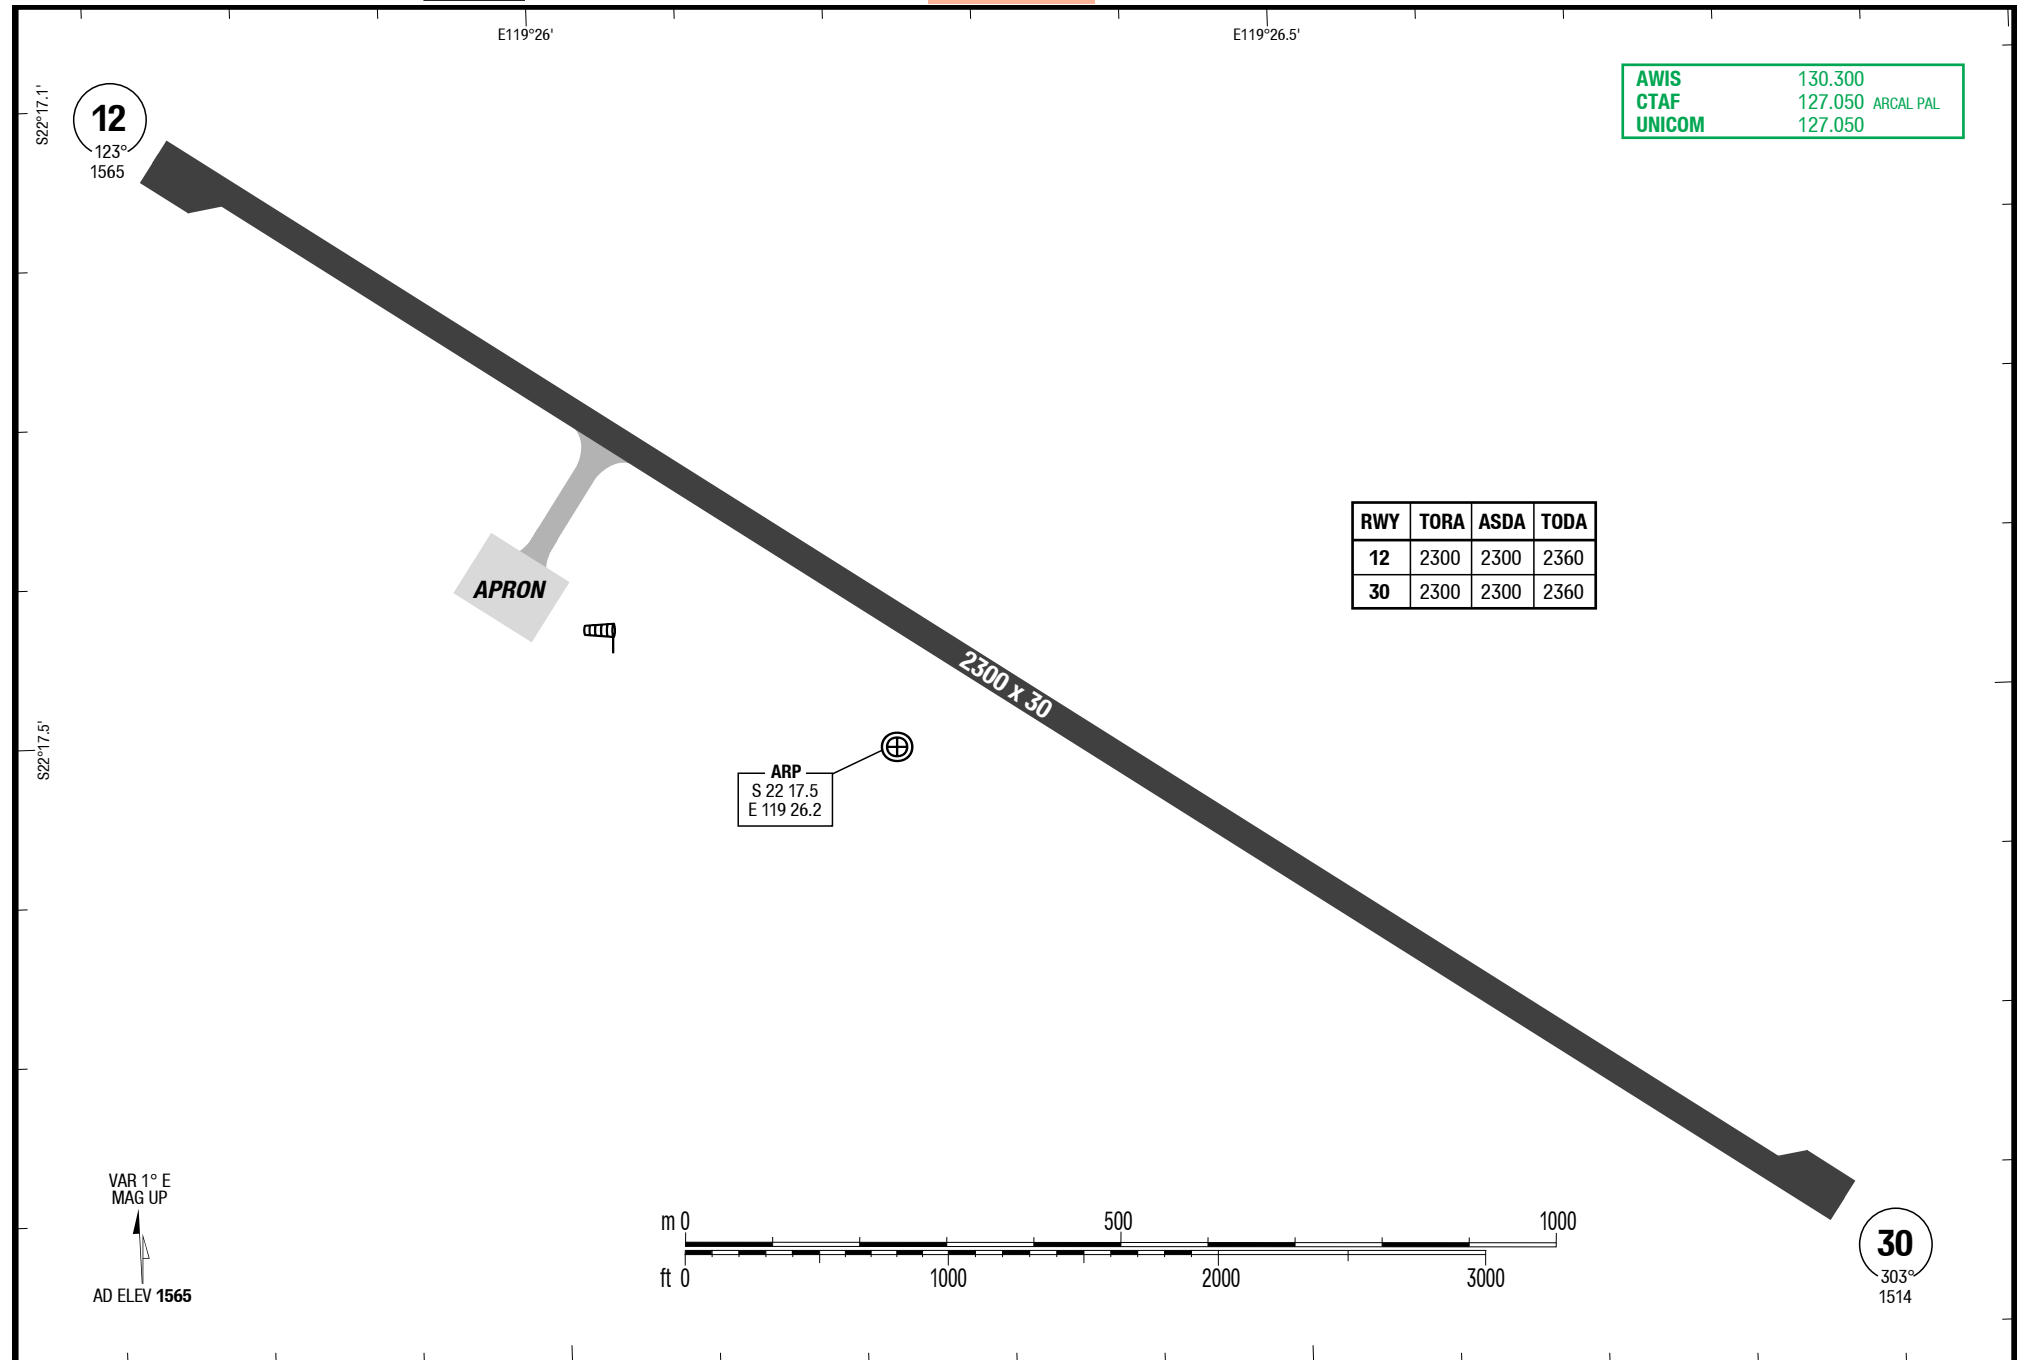 E119°26'
E119°26.5'
S22°17.1'
12
123°
1565
AWIS 130.300
CTAF 127.050 ARCAL PAL
UNICOM 127.050
RWY TORA ASDA TODA
12 2300 2300 2360
30 2300 2300 2360
APRON
2300 x 30
S22°17.5'
ARP
S 22 17.5
E 119 26.2
VAR 1° E
MAG UP
AD ELEV 1565
m 0 500 1000
ft 0 1000 2000 3000
30
303°
1514